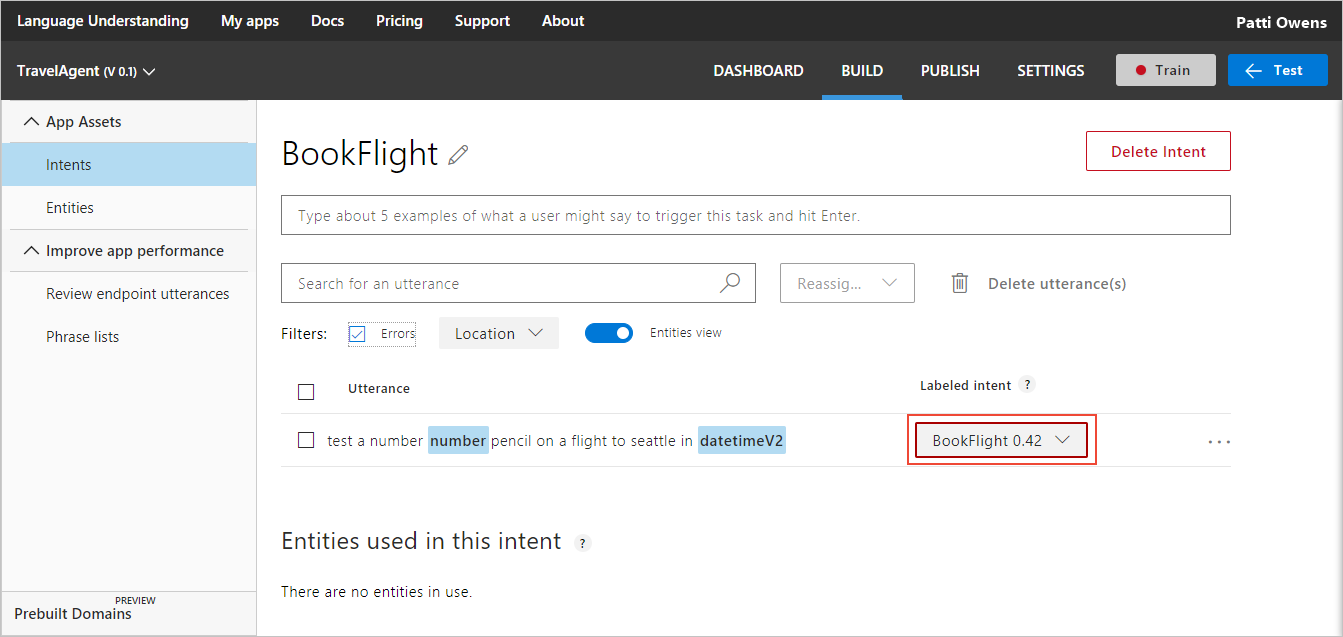 Language Understanding My apps Docs Pricing Support About Patti Owens
TravelAgent (V 0.1) DASHBOARD BUILD PUBLISH SETTINGS Train Test
App Assets
Intents
Entities
Improve app performance
Review endpoint utterances
Phrase lists
PREVIEW
Prebuilt Domains
BookFlight Delete Intent
Type about 5 examples of what a user might say to trigger this task and hit Enter.
Search for an utterance Reassig... Delete utterance(s)
Filters: Errors Location Entities view
Utterance Labeled intent ?
test a number number pencil on a flight to seattle in datetimeV2 BookFlight 0.42 ...
Entities used in this intent ?
There are no entities in use.